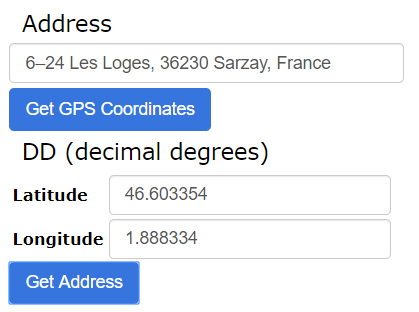 Address
6–24 Les Loges, 36230 Sarzay, France
Get GPS Coordinates
DD (decimal degrees)
Latitude 46.603354
Longitude 1.888334
Get Address